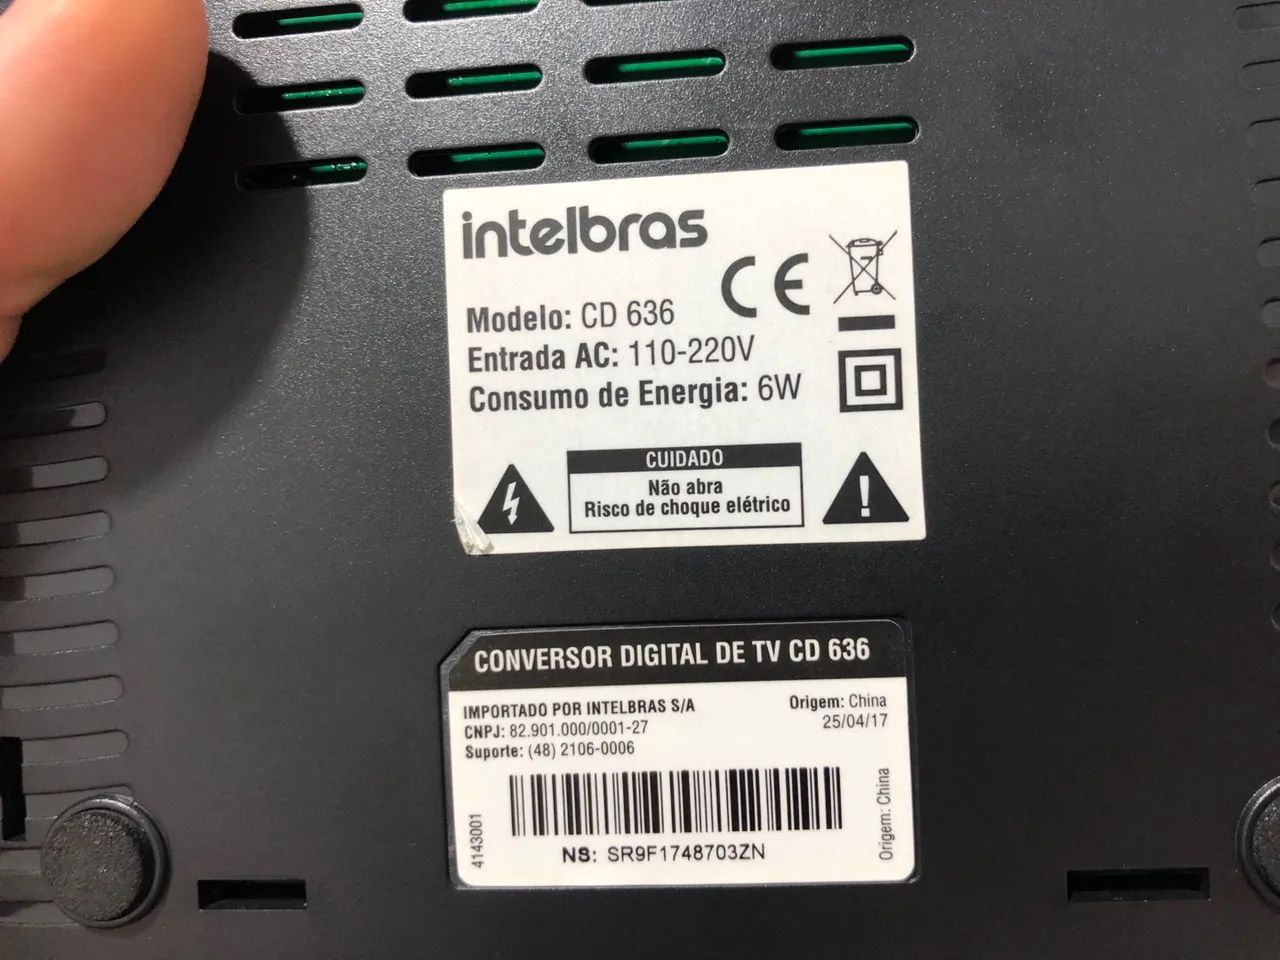 intelbras
CE
Modelo: CD 636
Entrada AC: 110-220V
Consumo de Energia: 6W
CUIDADO
Não abra
Risco de choque elétrico
CONVERSOR DIGITAL DE TV CD 636
IMPORTADO POR INTELBRAS S/A
CNPJ: 82.901.000/0001-27
Suporte: (48) 2106-0006
Origem: China
25/04/17
4143001
NS: SR9F1748703ZN
Origem: China